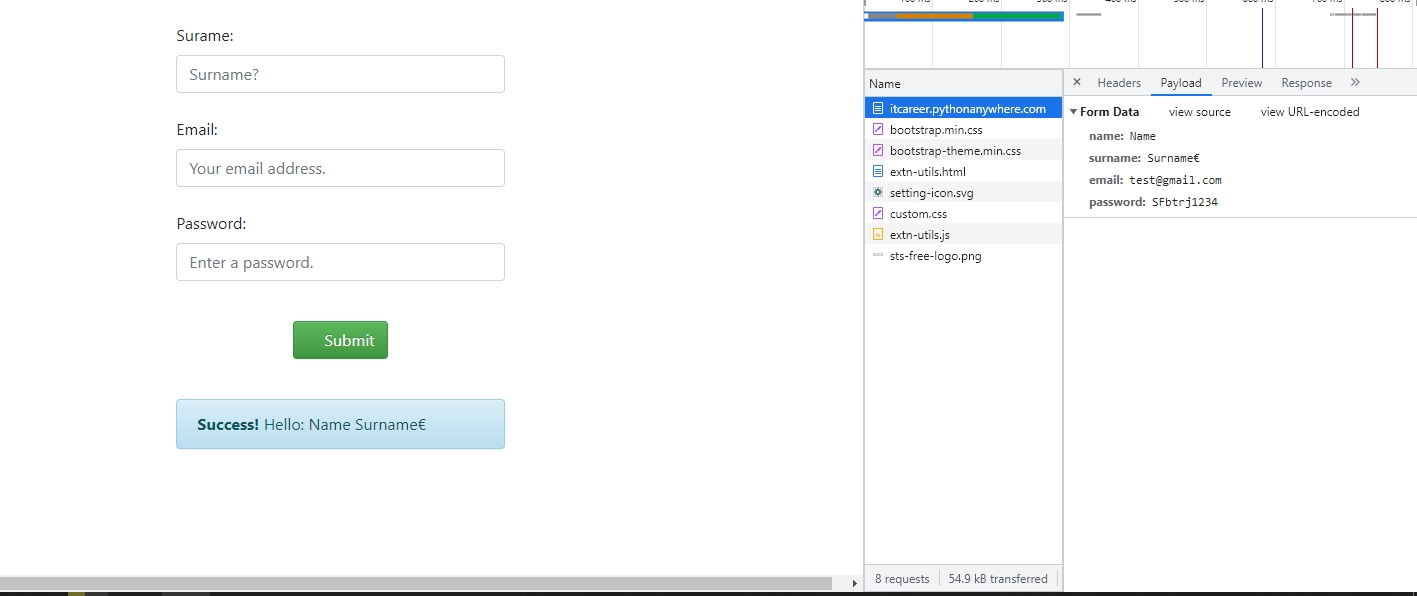 Surame:
Surname?
Email:
Your email address.
Password:
Enter a password.
Submit
Success! Hello: Name Surname€
Name
itcareer.pythonanywhere.com
bootstrap.min.css
bootstrap-theme.min.css
extn-utils.html
setting-icon.svg
custom.css
extn-utils.js
sts-free-logo.png
8 requests 54.9 kB transferred
× Headers Payload Preview Response »
Form Data view source view URL-encoded
name: Name
surname: Surname€
email: test@gmail.com
password: SFbtrj1234